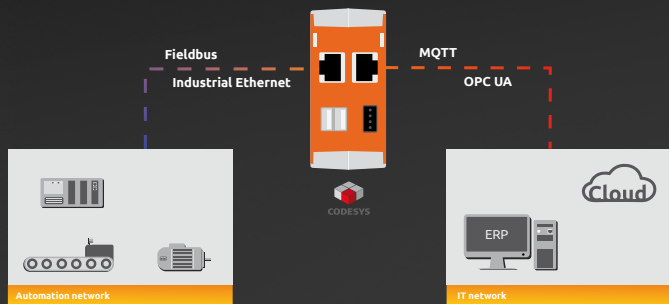 Fieldbus
Industrial Ethernet
MQTT
OPC UA
CODESYS
Cloud
ERP
Automation network
IT network